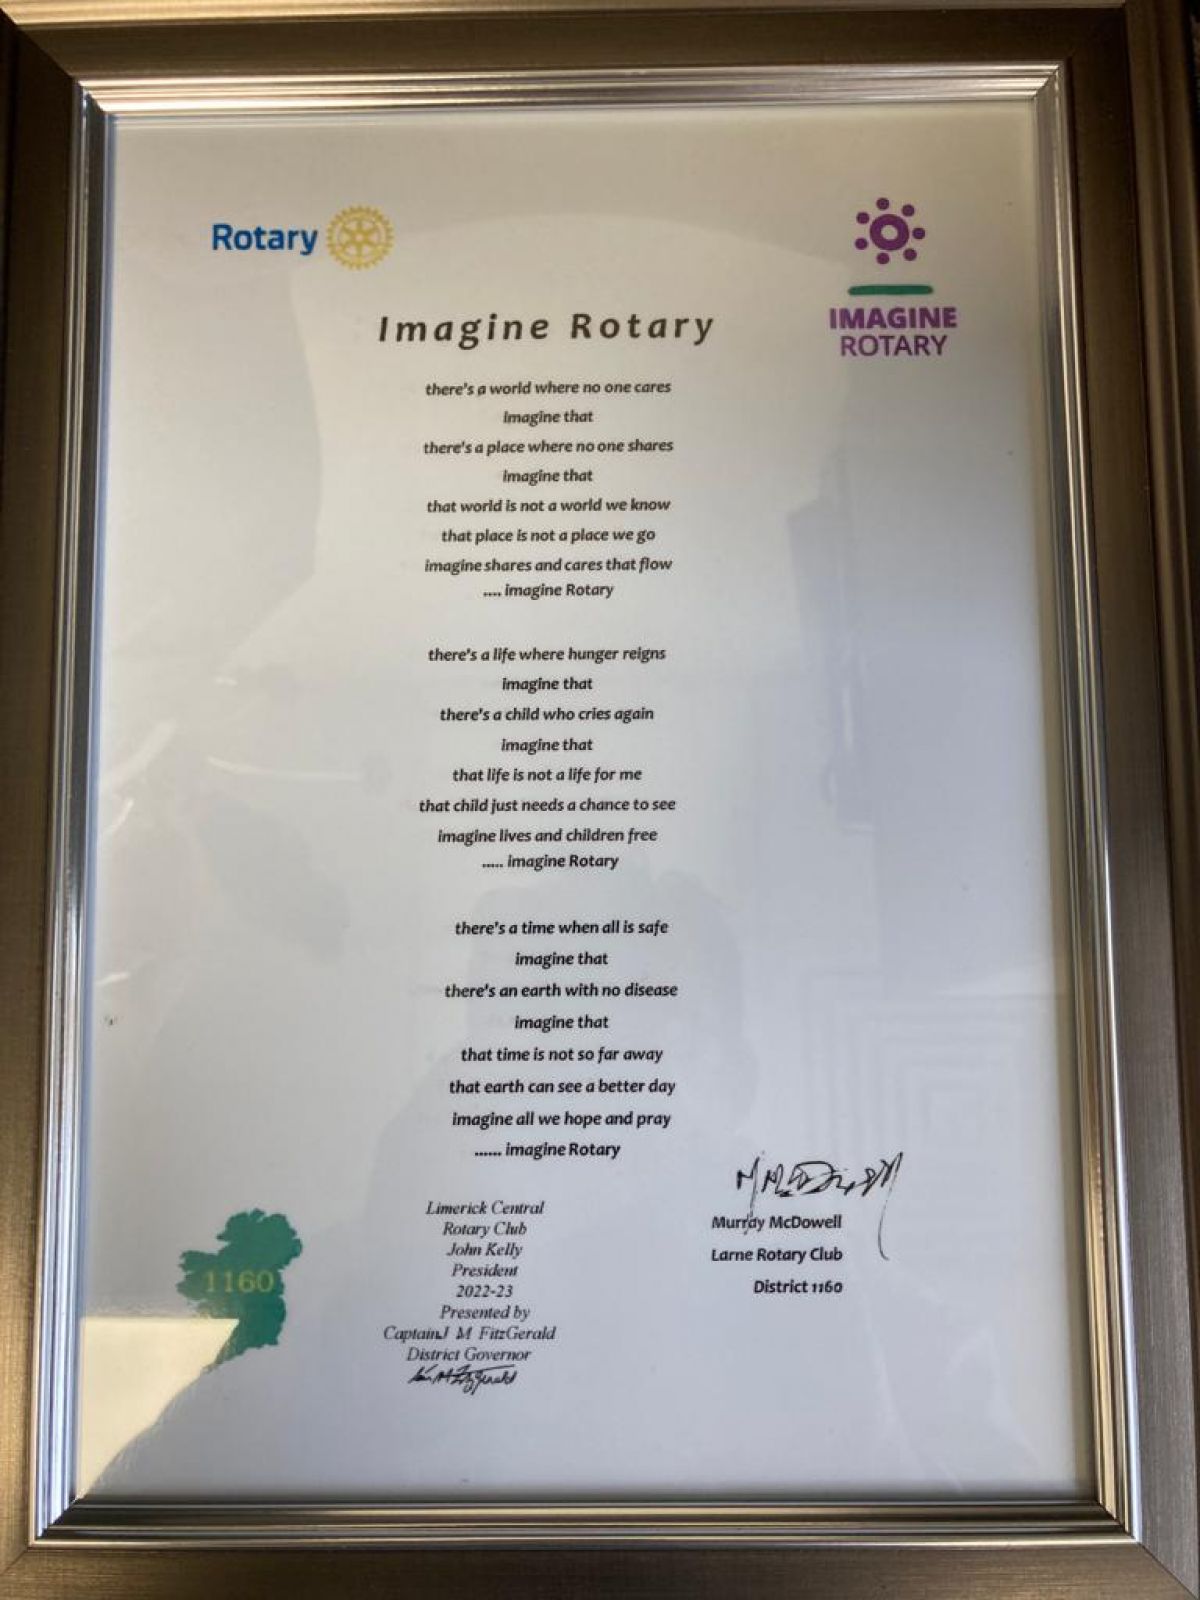 Rotary
IMAGINE
ROTARY
Imagine Rotary
there's a world where no one cares
imagine that
there's a place where no one shares
imagine that
that world is not a world we know
that place is not a place we go
imagine shares and cares that flow
.... imagine Rotary
there's a life where hunger reigns
imagine that
there's a child who cries again
imagine that
that life is not a life for me
that child just needs a chance to see
imagine lives and children free
..... imagine Rotary
there's a time when all is safe
imagine that
there's an earth with no disease
imagine that
that time is not so far away
that earth can see a better day
imagine all we hope and pray
...... imagine Rotary
Limerick Central
Rotary Club
John Kelly
President
2022-23
Presented by
CaptainJ M FitzGerald
District Governor
Murray McDowell
Larne Rotary Club
District 1160
1160